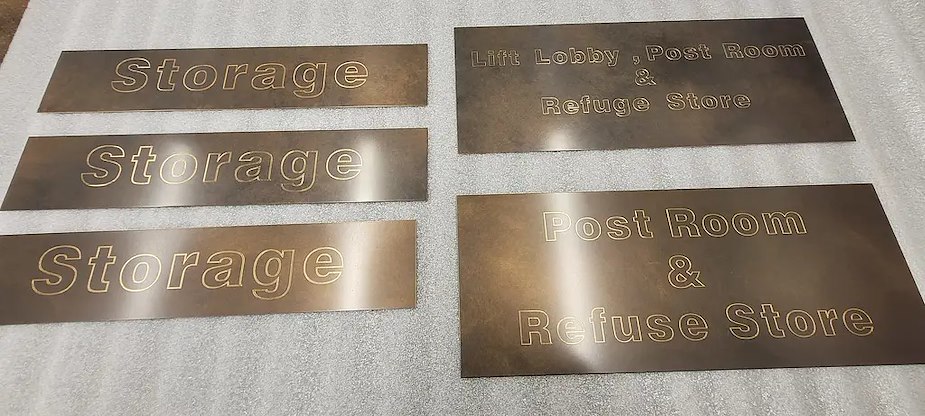 Storage
Storage
Storage
Lift Lobby , Post Room
&
Refuge Store
Post Room
&
Refuse Store